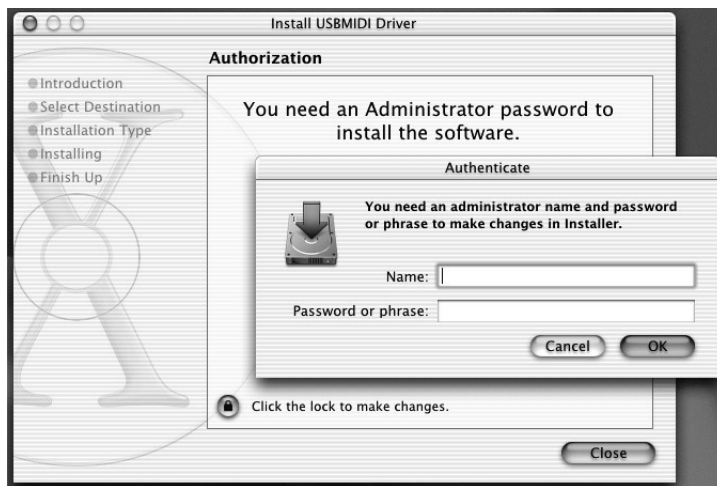 Install USBMIDI Driver
Authorization
Introduction
Select Destination
Installation Type
Installing
Finish Up
You need an Administrator password to
install the software.
Authenticate
You need an administrator name and password
or phrase to make changes in Installer.
Name:
Password or phrase:
Cancel
OK
Click the lock to make changes.
Close